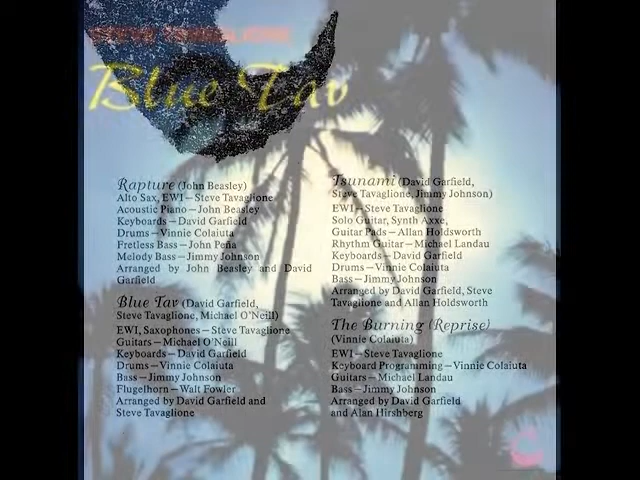 STEVE TAVAGLIONE
Blue Tav
Rapture (John Beasley)
Alto Sax, EWI—Steve Tavaglione
Acoustic Piano—John Beasley
Keyboards—David Garfield
Drums—Vinnie Colaiuta
Fretless Bass—John Peña
Melody Bass—Jimmy Johnson
Arranged by John Beasley and David
Garfield
Blue Tav (David Garfield,
Steve Tavaglione, Michael O'Neill)
EWI, Saxophones—Steve Tavaglione
Guitars—Michael O'Neill
Keyboards—David Garfield
Drums—Vinnie Colaiuta
Bass—Jimmy Johnson
Flugelhorn—Walt Fowler
Arranged by David Garfield and
Steve Tavaglione
Tsunami (David Garfield,
Steve Tavaglione, Jimmy Johnson)
EWI—Steve Tavaglione
Solo Guitar, Synth Axxe,
Guitar Pads—Allan Holdsworth
Rhythm Guitar—Michael Landau
Keyboards—David Garfield
Drums—Vinnie Colaiuta
Bass—Jimmy Johnson
Arranged by David Garfield, Steve
Tavaglione and Allan Holdsworth
The Burning (Reprise)
(Vinnie Colaiuta)
EWI—Steve Tavaglione
Keyboard Programming—Vinnie Colaiuta
Guitars—Michael Landau
Bass—Jimmy Johnson
Arranged by David Garfield
and Alan Hirshberg